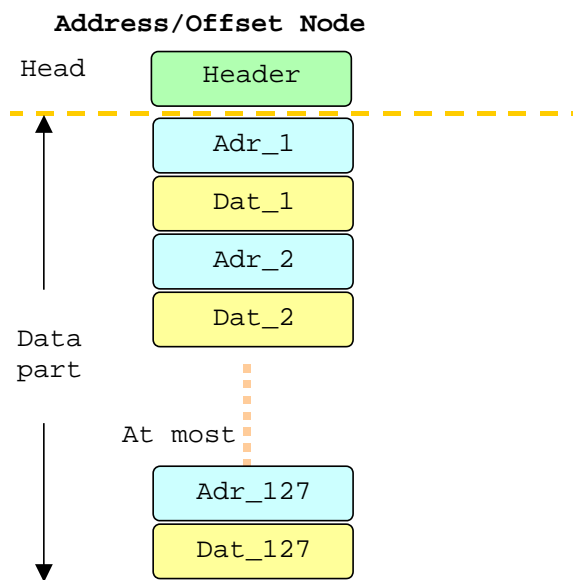 Address/Offset Node
Head
Header
Adr_1
Dat_1
Adr_2
Dat_2
Data
part
At most
Adr_127
Dat_127